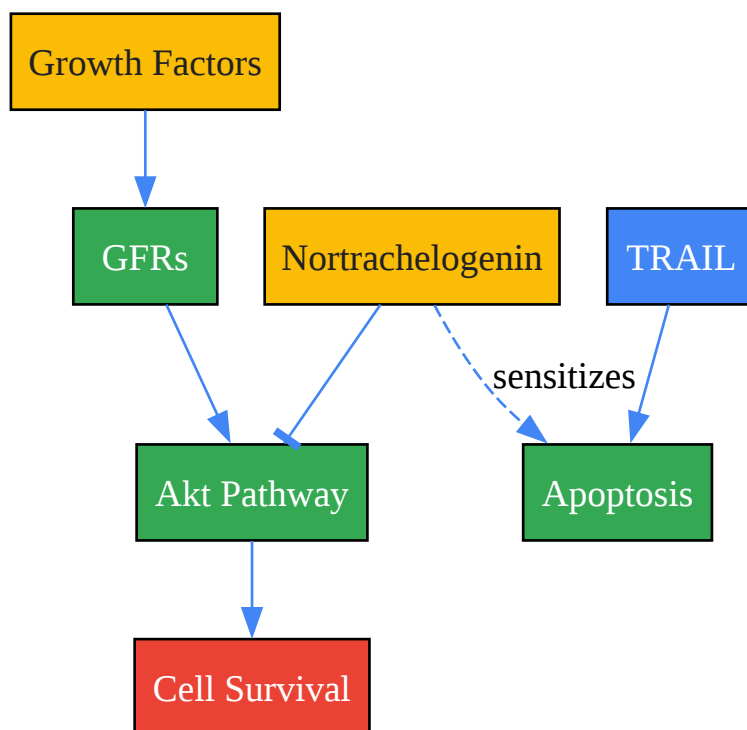 Growth Factors
GFRs
Nortrachelogenin
TRAIL
sensitizes
Akt Pathway
Apoptosis
Cell Survival